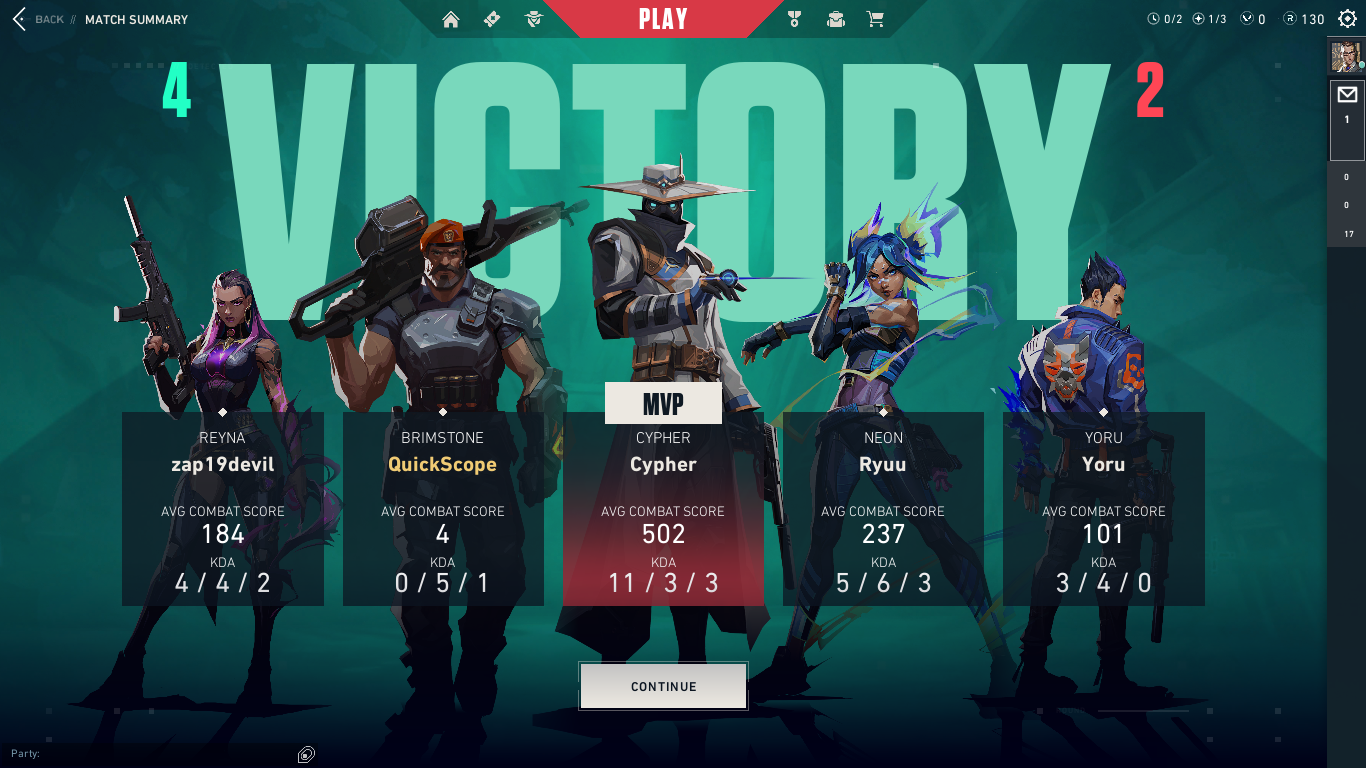 BACK // MATCH SUMMARY
PLAY
0/2 1/3 0 130
4
VICTORY
2
1
0
0
17
MVP
REYNA
zap19devil
AVG COMBAT SCORE
184
KDA
4 / 4 / 2
BRIMSTONE
QuickScope
AVG COMBAT SCORE
4
KDA
0 / 5 / 1
CYPHER
Cypher
AVG COMBAT SCORE
502
KDA
11 / 3 / 3
NEON
Ryuu
AVG COMBAT SCORE
237
KDA
5 / 6 / 3
YORU
Yoru
AVG COMBAT SCORE
101
KDA
3 / 4 / 0
CONTINUE
Party: